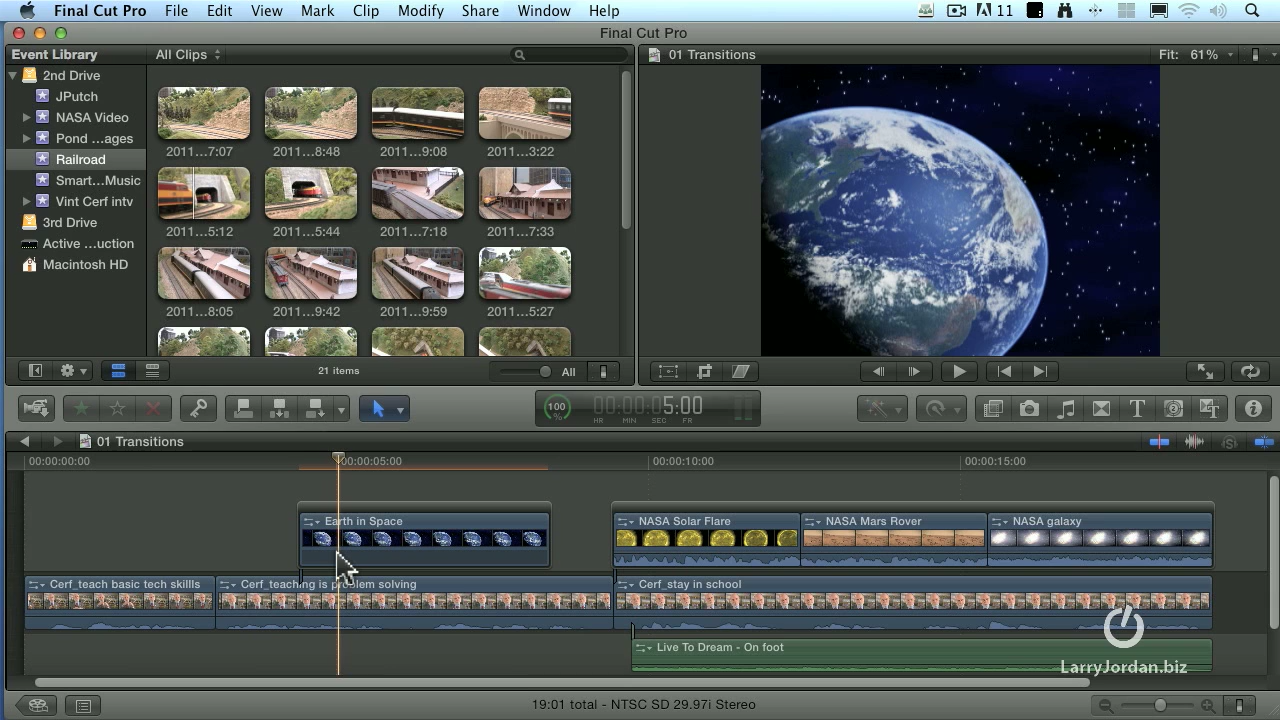 Final Cut Pro File Edit View Mark Clip Modify Share Window Help 11
Final Cut Pro
Event Library All Clips
01 Transitions Fit: 61%
2nd Drive
JPutch
NASA Video
Pond ...ages
Railroad
Smart...Music
Vint Cerf intv
3rd Drive
Active ...uction
Macintosh HD
2011...7:07 2011...8:48 2011...9:08 2011...3:22
2011...5:12 2011...5:44 2011...7:18 2011...7:33
2011...8:05 2011...9:42 2011...9:59 2011...5:27
21 items All
100 00:00:05:00
HR MIN SEC FR
01 Transitions
00:00:00:00 00:00:05:00 00:00:10:00 00:00:15:00
Earth in Space NASA Solar Flare NASA Mars Rover NASA galaxy
Cerf_teach basic tech skillls Cerf_teaching is problem solving Cerf_stay in school
Live To Dream - On foot
LarryJordan.biz
19:01 total - NTSC SD 29.97i Stereo